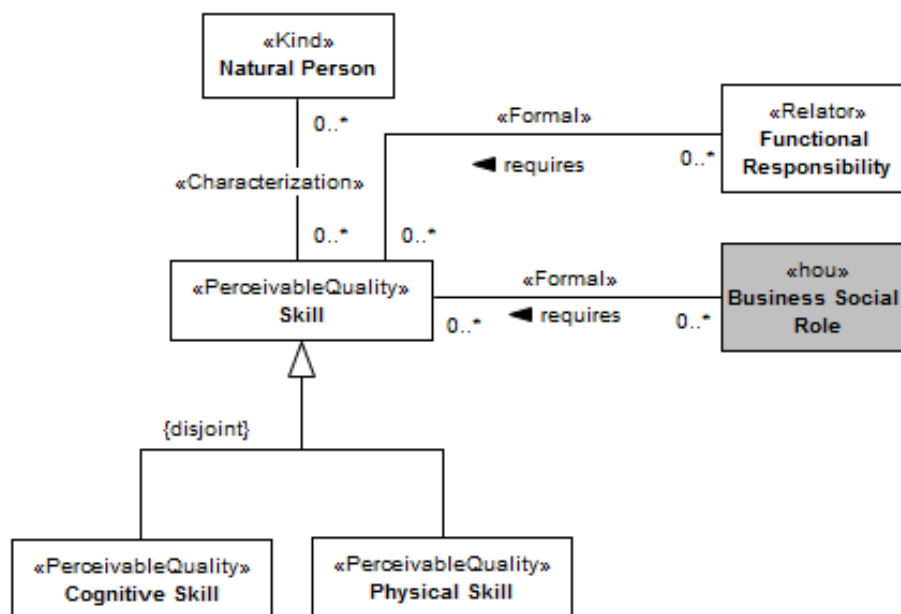 «Kind»
Natural Person
0..*
«Characterization»
0..*
«Formal»
◄ requires
0..*
0..*
«Relator»
Functional
Responsibility
«PerceivableQuality»
Skill
«Formal»
0..*
◄ requires
0..*
«hou»
Business Social
Role
{disjoint}
«PerceivableQuality»
Cognitive Skill
«PerceivableQuality»
Physical Skill